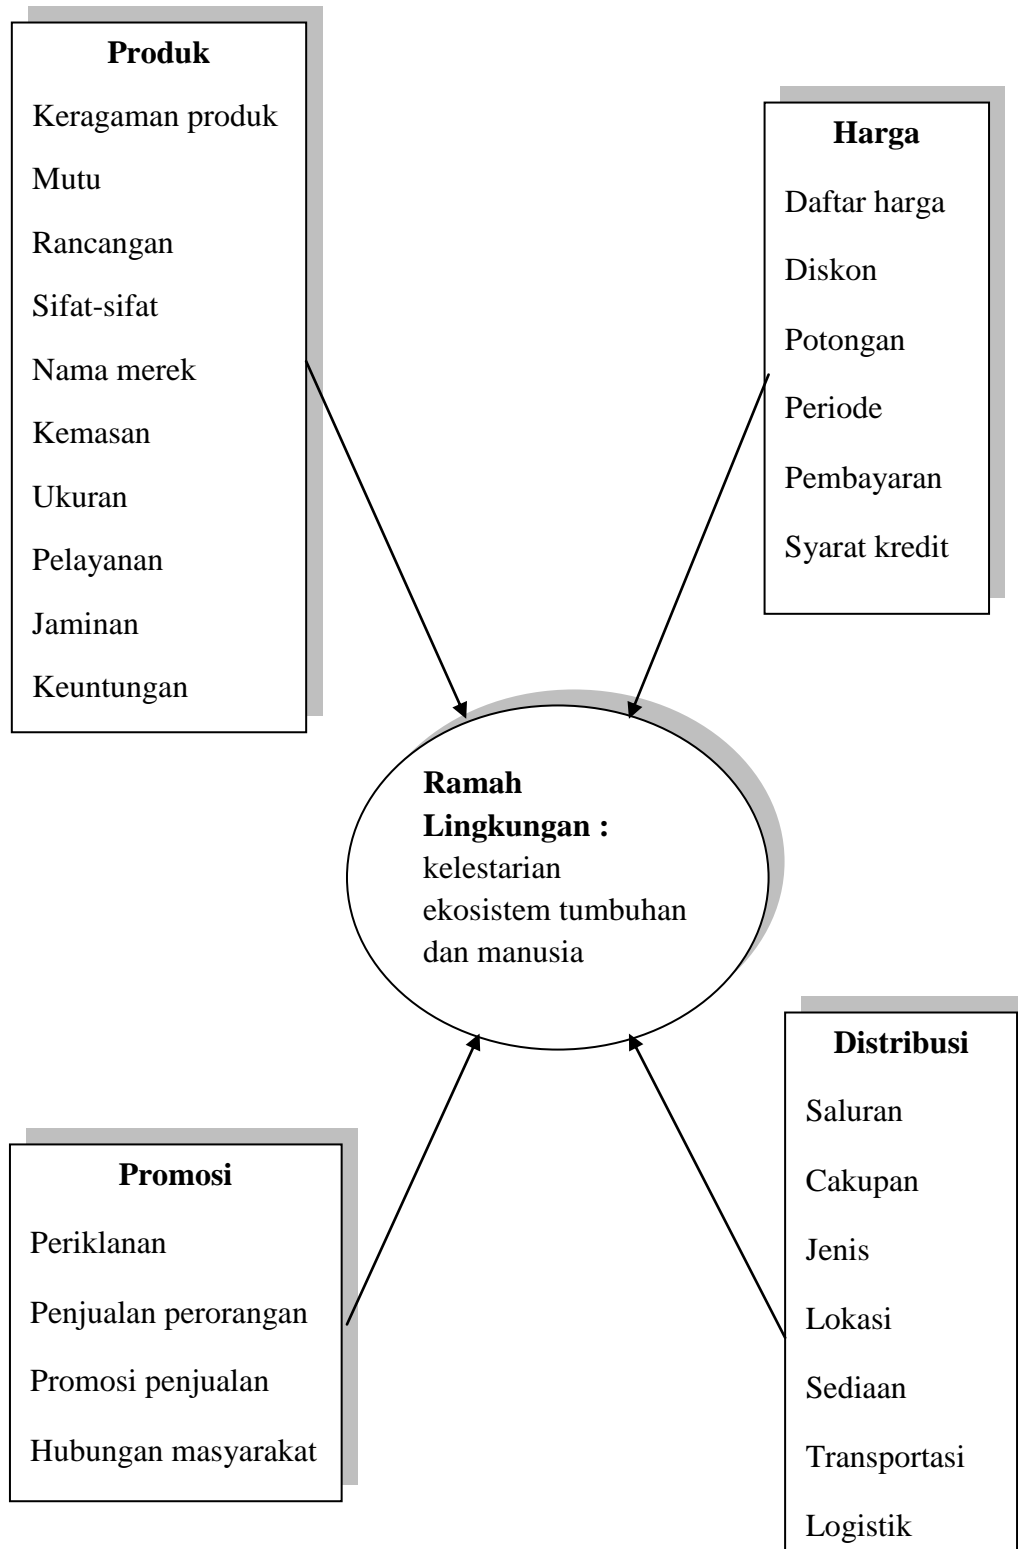 Produk
Keragaman produk
Mutu
Rancangan
Sifat-sifat
Nama merek
Kemasan
Ukuran
Pelayanan
Jaminan
Keuntungan
Harga
Daftar harga
Diskon
Potongan
Periode
Pembayaran
Syarat kredit
Ramah
Lingkungan :
kelestarian
ekosistem tumbuhan
dan manusia
Promosi
Periklanan
Penjualan perorangan
Promosi penjualan
Hubungan masyarakat
Distribusi
Saluran
Cakupan
Jenis
Lokasi
Sediaan
Transportasi
Logistik